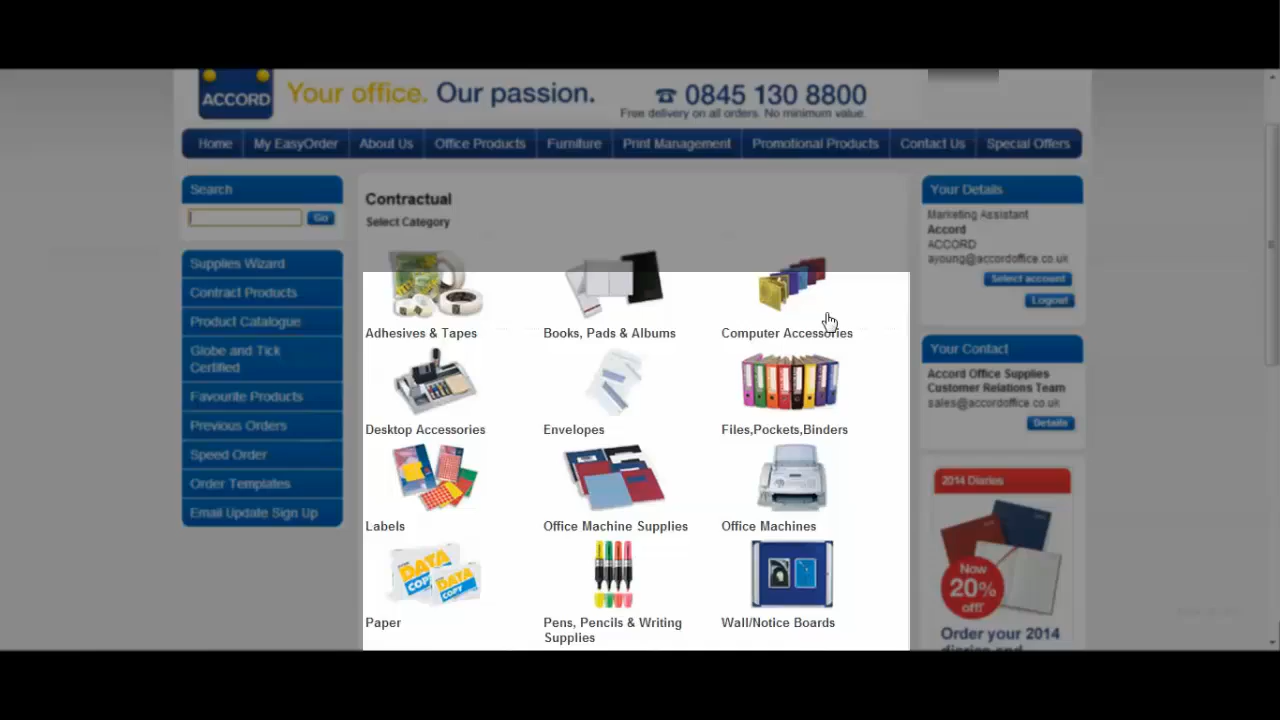 ACCORD
Your office. Our passion.
☎ 0845 130 8800
Free delivery on all orders. No minimum value.
Home
My EasyOrder
About Us
Office Products
Furniture
Print Management
Promotional Products
Contact Us
Special Offers
Search
Go
Supplies Wizard
Contract Products
Product Catalogue
Globe and Tick
Certified
Favourite Products
Previous Orders
Speed Order
Order Templates
Email Update Sign Up
Contractual
Select Category
Adhesives & Tapes
Books, Pads & Albums
Computer Accessories
Desktop Accessories
Envelopes
Files,Pockets,Binders
Labels
Office Machine Supplies
Office Machines
DATA
COPY
DATA
COPY
Paper
Pens, Pencils & Writing
Supplies
Wall/Notice Boards
Your Details
Marketing Assistant
Accord
ACCORD
ayoung@accordoffice.co.uk
Select account
Logout
Your Contact
Accord Office Supplies
Customer Relations Team
sales@accordoffice.co.uk
Details
2014 Diaries
Now
20%
off!
Order your 2014
diaries and